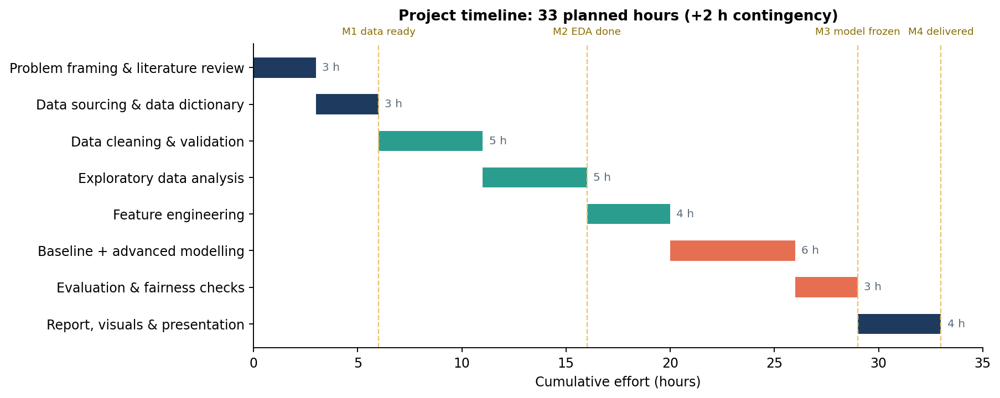 Project timeline: 33 planned hours (+2 h contingency)
M1 data ready
M2 EDA done
M3 model frozen
M4 delivered
Problem framing & literature review
3 h
Data sourcing & data dictionary
3 h
Data cleaning & validation
5 h
Exploratory data analysis
5 h
Feature engineering
4 h
Baseline + advanced modelling
6 h
Evaluation & fairness checks
3 h
Report, visuals & presentation
4 h
0 5 10 15 20 25 30 35
Cumulative effort (hours)